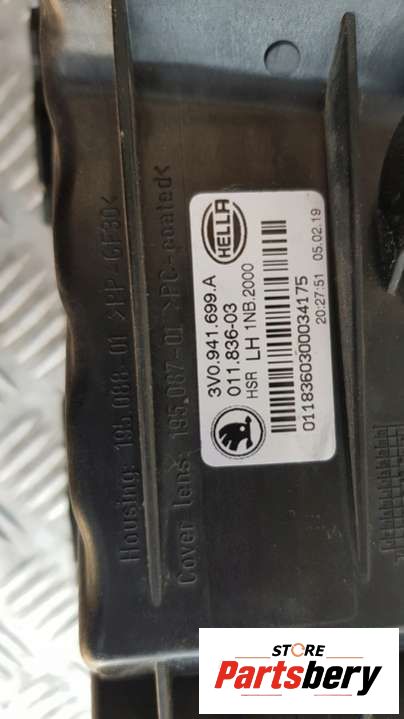 Housing: 195.088-01 >PP-GF30<
Cover lens: 195.087-01 >PC-coated<
HELLA
3V0.941.699.A
011.836-03
HSR LH 1NB.2000
01183603000034175
20:27:51 05.02.19
STORE
Partsbery